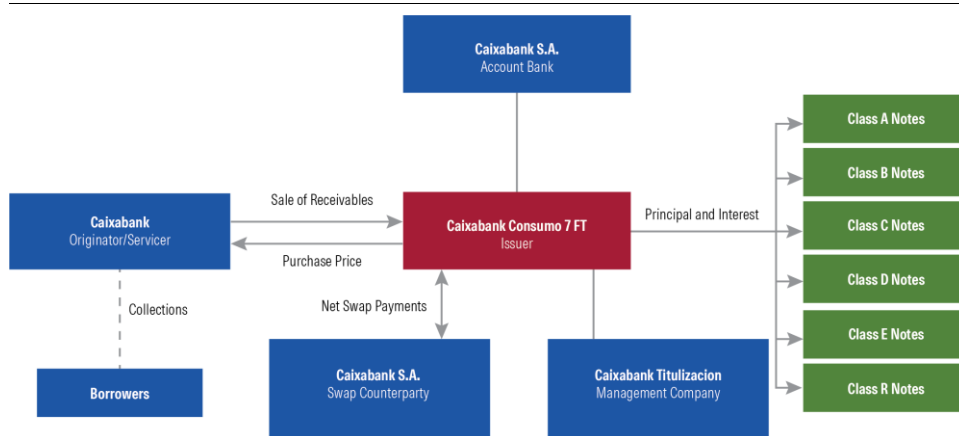 Caixabank S.A.
Account Bank
Class A Notes
Class B Notes
Caixabank
Originator/Servicer
Sale of Receivables
Purchase Price
Caixabank Consumo 7 FT
Issuer
Principal and Interest
Class C Notes
Class D Notes
Collections
Net Swap Payments
Class E Notes
Borrowers
Caixabank S.A.
Swap Counterparty
Caixabank Titulizacion
Management Company
Class R Notes